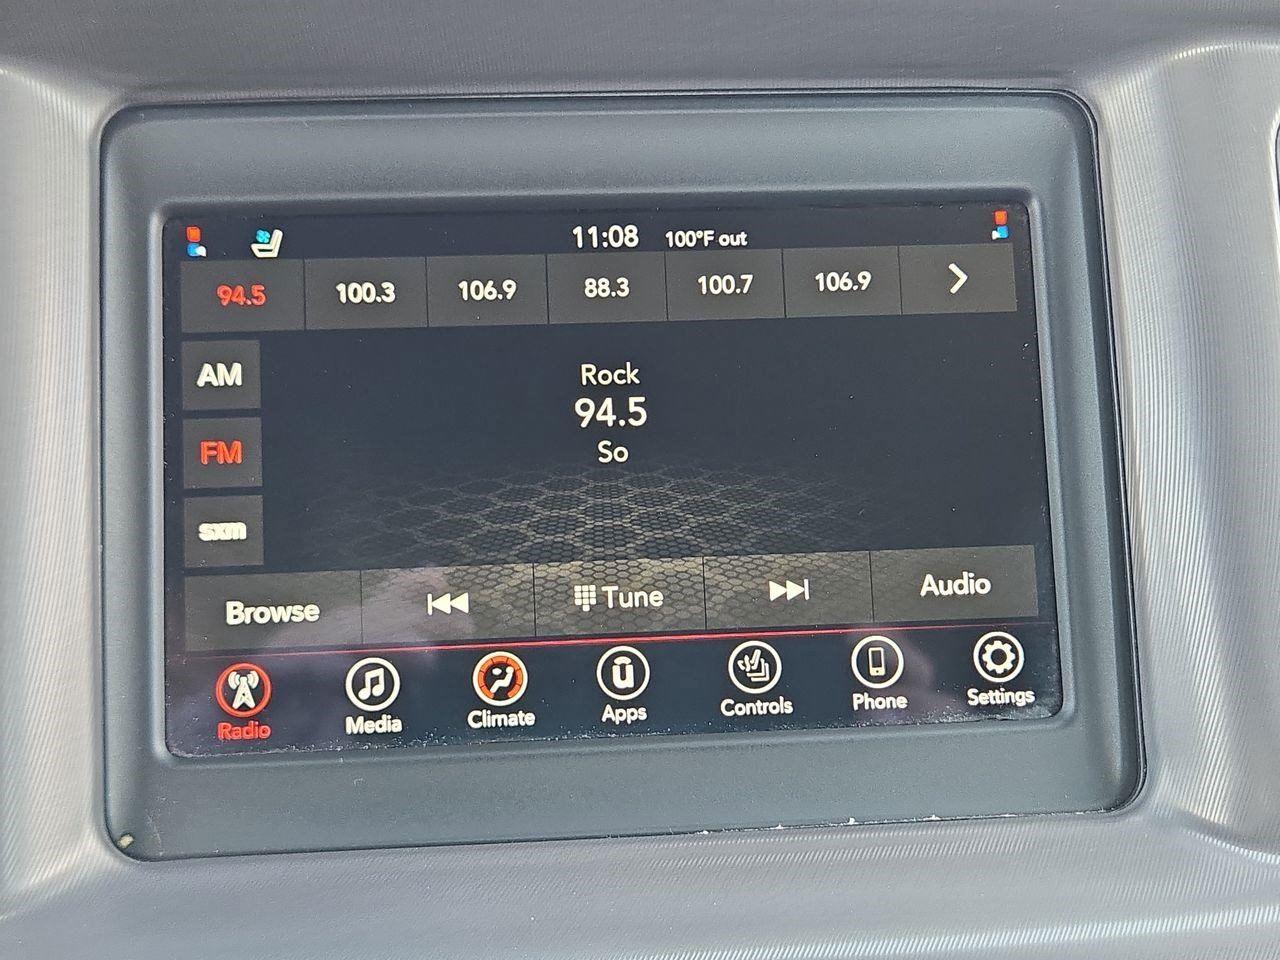 11:08 100°F out
94.5 100.3 106.9 88.3 100.7 106.9
AM
FM
sxm
Rock
94.5
So
Browse Tune Audio
Radio Media Climate Apps Controls Phone Settings